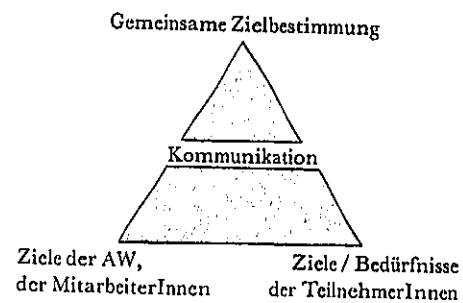 Gemeinsame Zielbestimmung
Kommunikation
Ziele der AW,
der MitarbeiterInnen
Ziele / Bedürfnisse
der TeilnehmerInnen